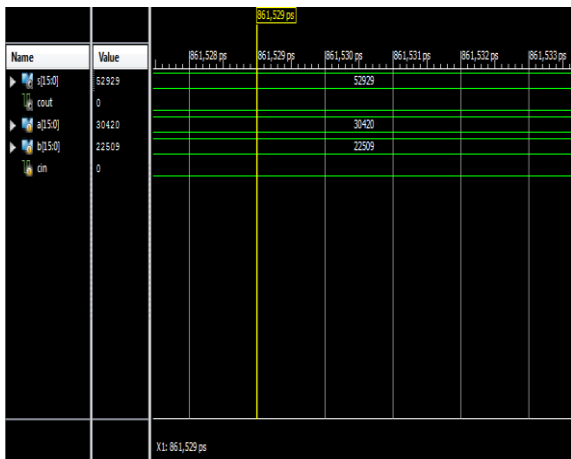 861,529 ps
Name Value 861,528 ps 861,529 ps 861,530 ps 861,531 ps 861,532 ps 861,533 ps
s[15:0] 52929 52929
cout 0
a[15:0] 30420 30420
b[15:0] 22509 22509
cin 0
X1: 861,529 ps